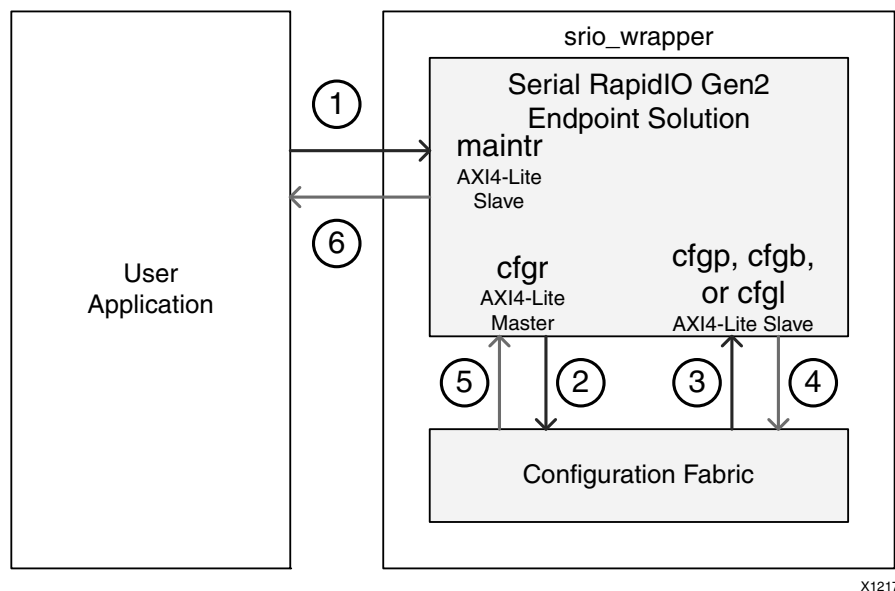 srio_wrapper
Serial RapidIO Gen2
Endpoint Solution
1
maintr
AXI4-Lite
Slave
6
User
Application
cfgr
AXI4-Lite
Master
cfgp, cfgb,
or cfgl
AXI4-Lite Slave
5
2
3
4
Configuration Fabric
X1217